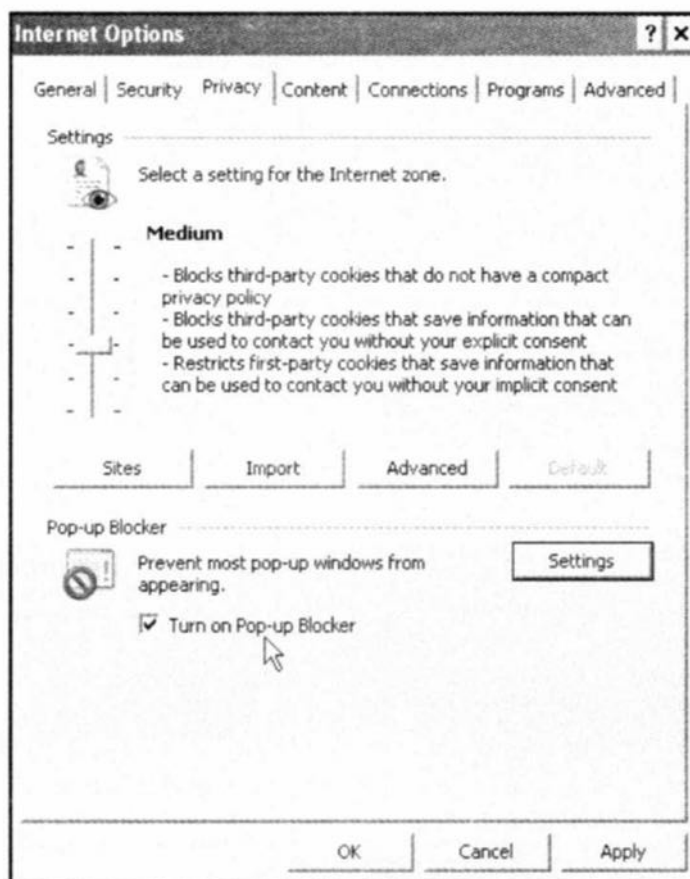 Internet Options
General Security Privacy Content Connections Programs Advanced
Settings
Select a setting for the Internet zone.
Medium
- Blocks third-party cookies that do not have a compact
privacy policy
- Blocks third-party cookies that save information that can
be used to contact you without your explicit consent
- Restricts first-party cookies that save information that
can be used to contact you without your implicit consent
Sites Import Advanced Default
Pop-up Blocker
Prevent most pop-up windows from
appearing.
Settings
Turn on Pop-up Blocker
OK Cancel Apply